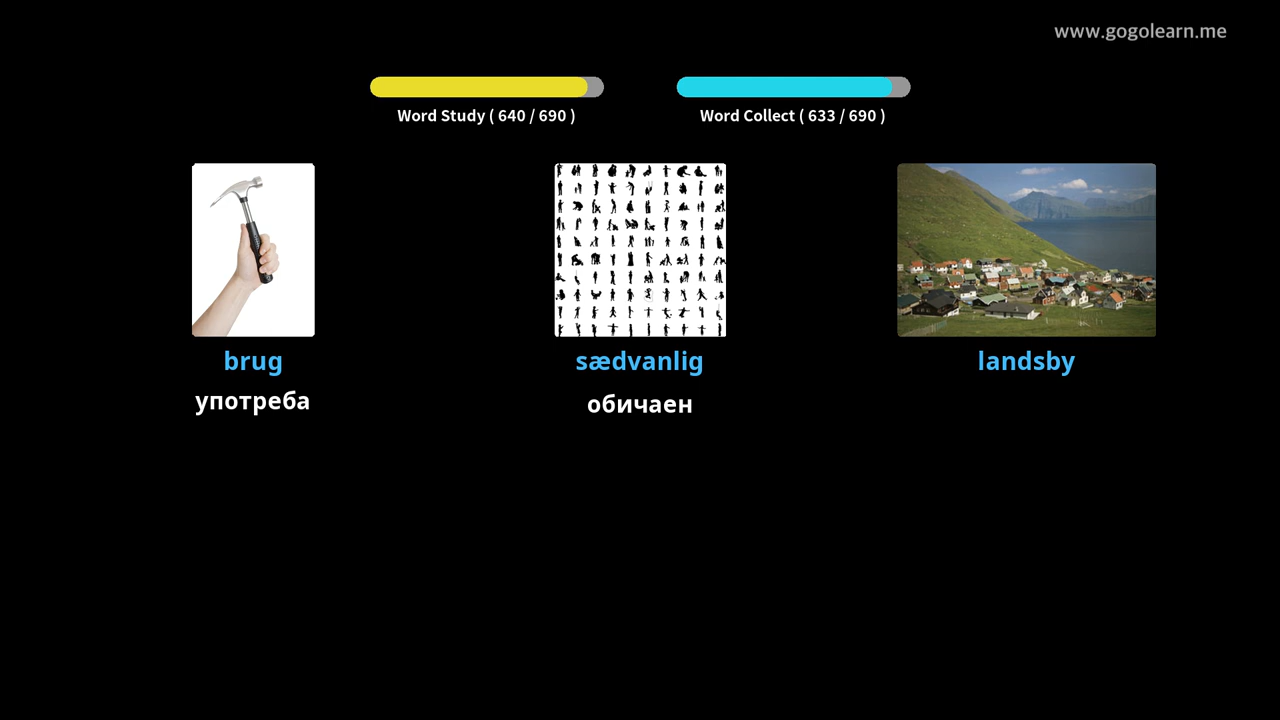 www.gogolearn.me
Word Study ( 640 / 690 )
Word Collect ( 633 / 690 )
brug
употреба
sædvanlig
обичаен
landsby